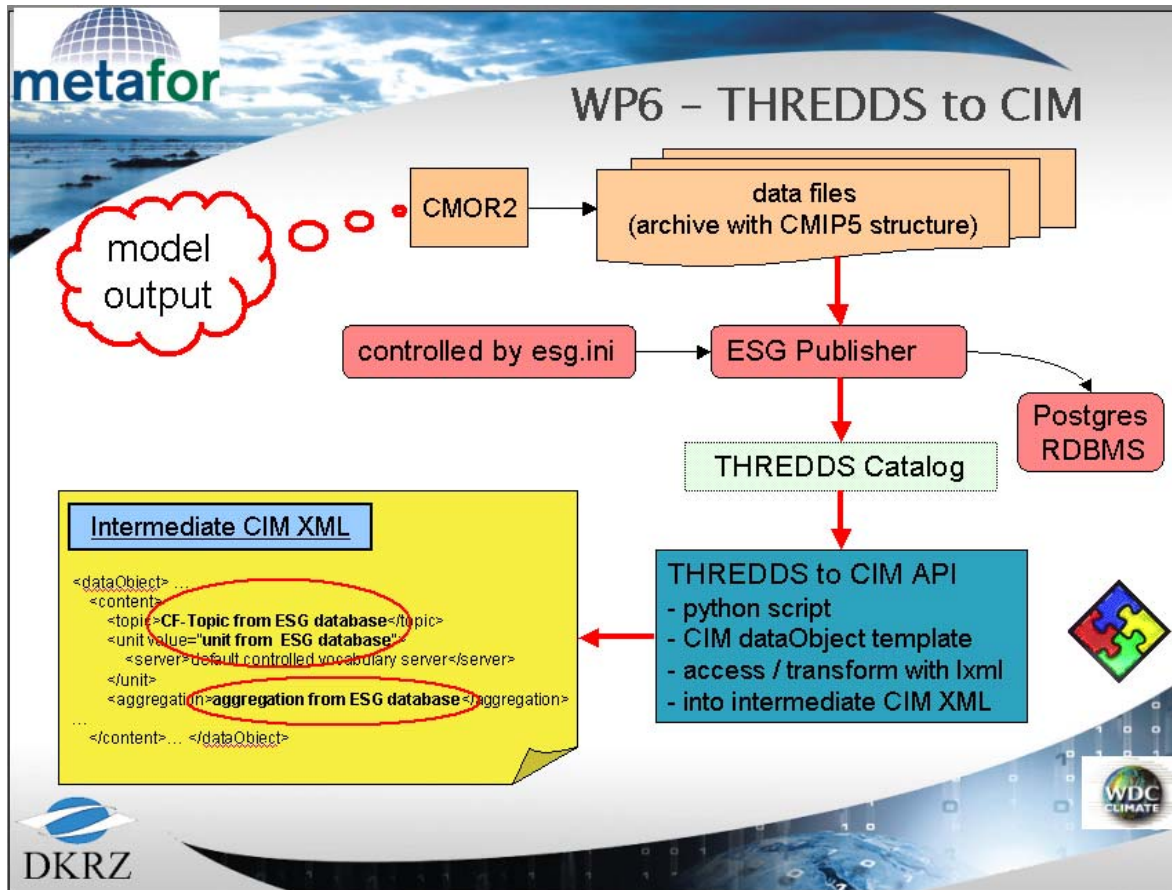 metafor
WP6 – THREDDS to CIM
model
output
CMOR2
data files
(archive with CMIP5 structure)
controlled by esg.ini
ESG Publisher
Postgres
RDBMS
THREDDS Catalog
Intermediate CIM XML
<dataObject> ...
<content>
<topic>CF-Topic from ESG database</topic>
<unit value="unit from ESG database">
<server>default controlled vocabulary server</server>
</unit>
<aggregation>aggregation from ESG database</aggregation>
...
</content>... </dataObject>
THREDDS to CIM API
- python script
- CIM dataObject template
- access / transform with lxml
- into intermediate CIM XML
DKRZ
WDC
CLIMATE